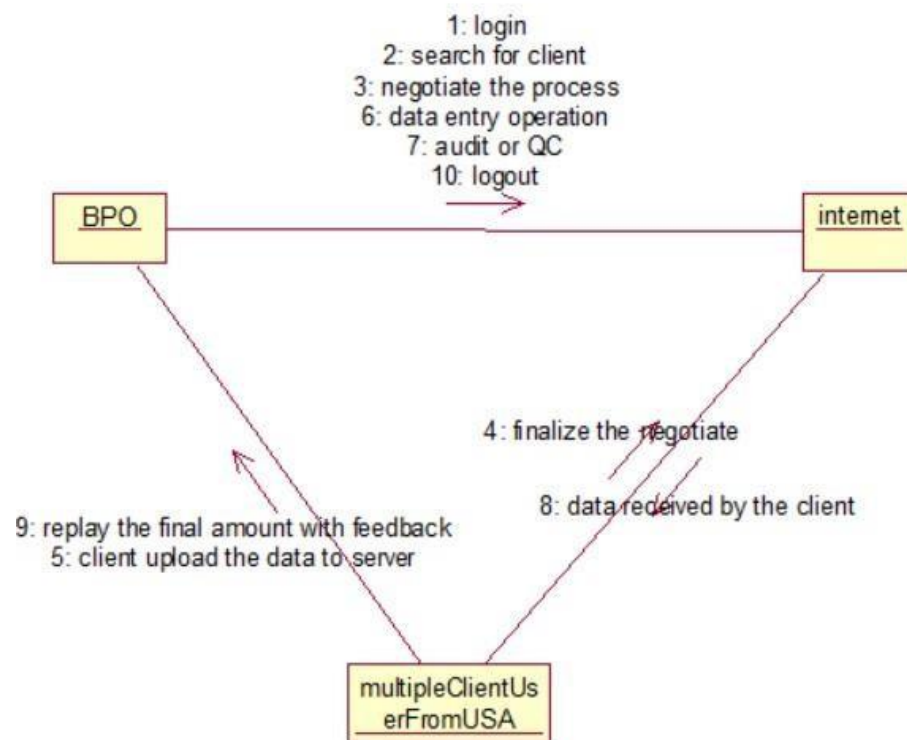 1: login
2: search for client
3: negotiate the process
6: data entry operation
7: audit or QC
10: logout
BPO
internet
4: finalize the negotiate
8: data received by the client
9: replay the final amount with feedback
5: client upload the data to server
multipleClientUs
erFromUSA